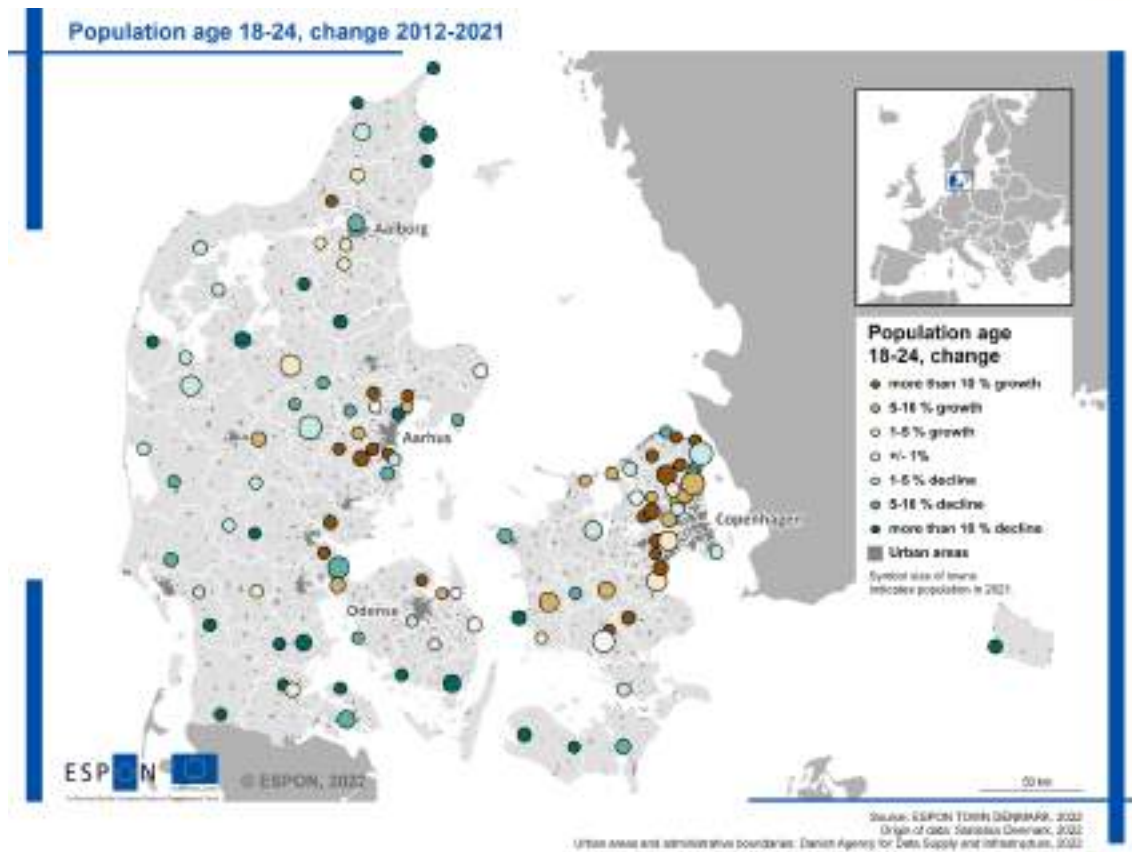 Population age 18-24, change 2012-2021
Aalborg
Aarhus
Copenhagen
Odense
Population age
18-24, change
more than 10 % growth
5-10 % growth
1-5 % growth
+/- 1%
1-5 % decline
5-10 % decline
more than 10 % decline
Urban areas
Symbol size of towns
indicates population in 2021
ESPON
© ESPON, 2022
50 km
Source: ESPON TOWN DENMARK, 2022
Origin of data: Statistics Denmark, 2022
Urban areas and administrative boundaries: Danish Agency for Data Supply and Infrastructure, 2022